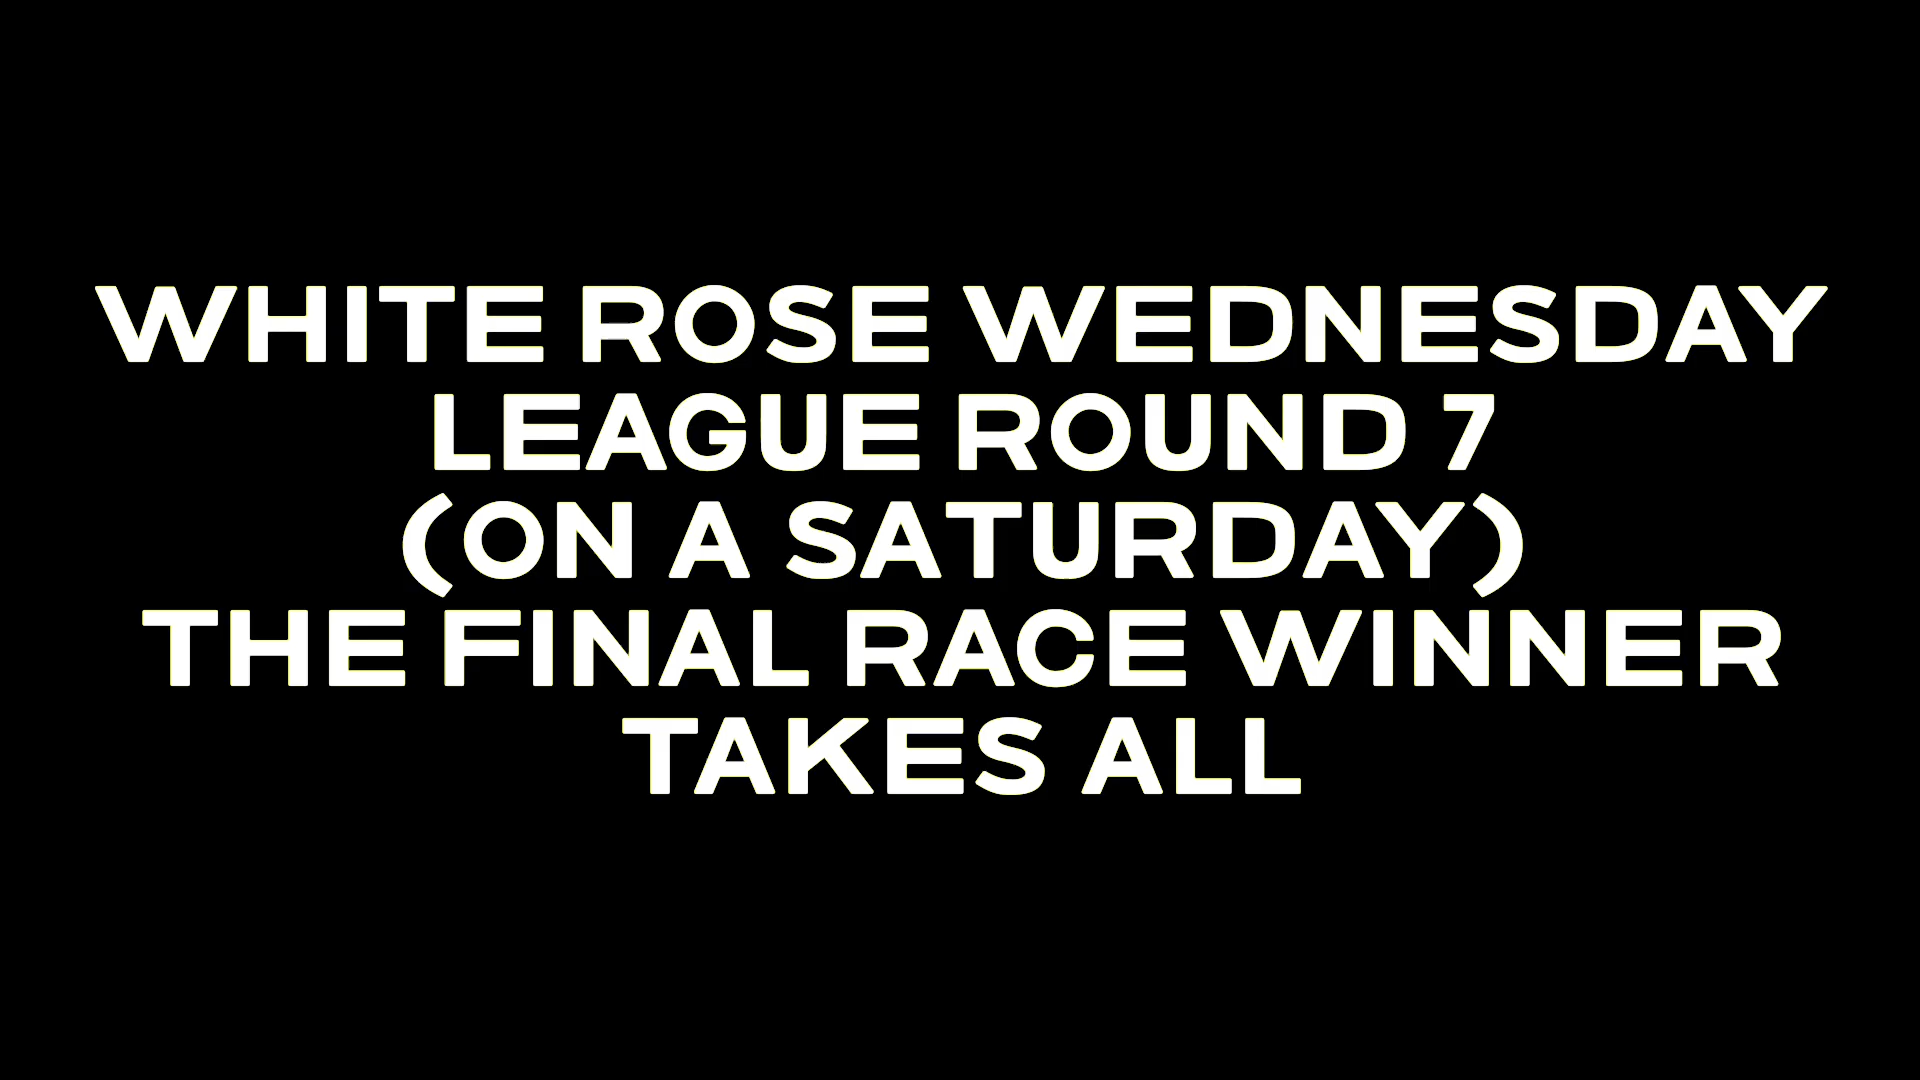 WHITE ROSE WEDNESDAY
LEAGUE ROUND 7
(ON A SATURDAY)
THE FINAL RACE WINNER
TAKES ALL